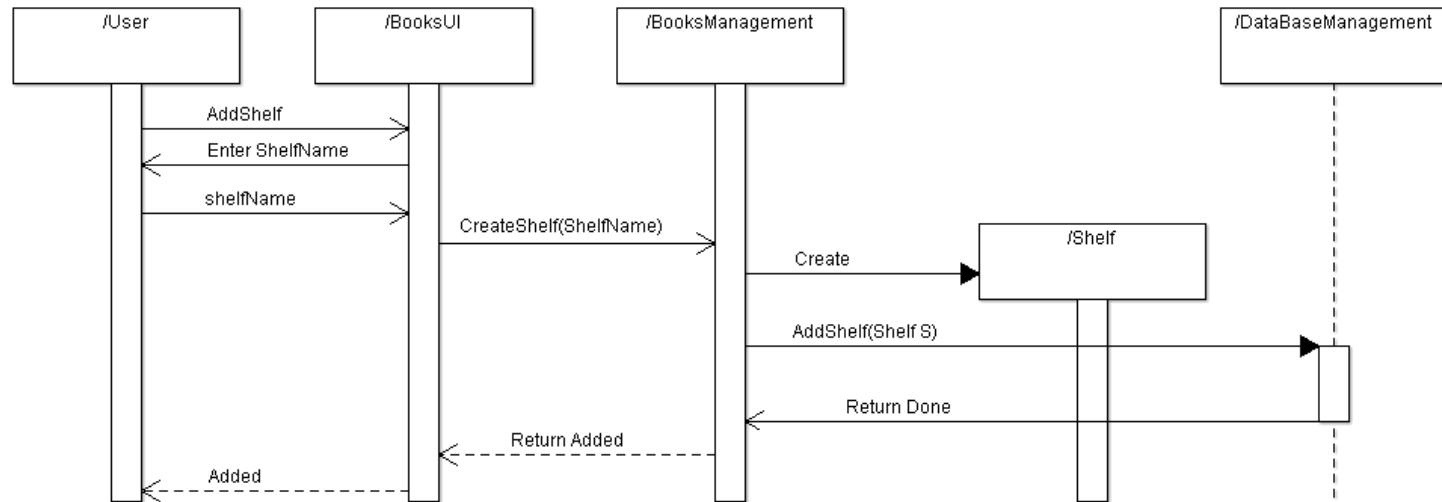 /User
/BooksUI
/BooksManagement
/DataBaseManagement
AddShelf
Enter ShelfName
shelfName
CreateShelf(ShelfName)
/Shelf
Create
AddShelf(Shelf S)
Return Done
Return Added
Added